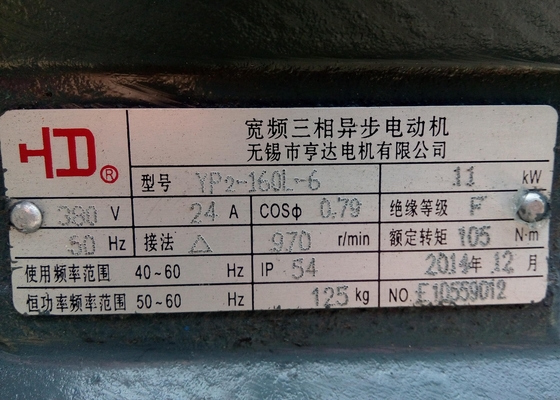 HD®
宽频三相异步电动机
无锡市亨达电机有限公司
型号 YP2-160L-6 11 kW
380 V 24 A COSϕ 0.79 绝缘等级 F
50 Hz 接法 △ 970 r/min 额定转矩 105 N·m
使用频率范围 40~60 Hz IP 54 2014年 12月
恒功率频率范围 50~60 Hz 125 kg NO. E10559012